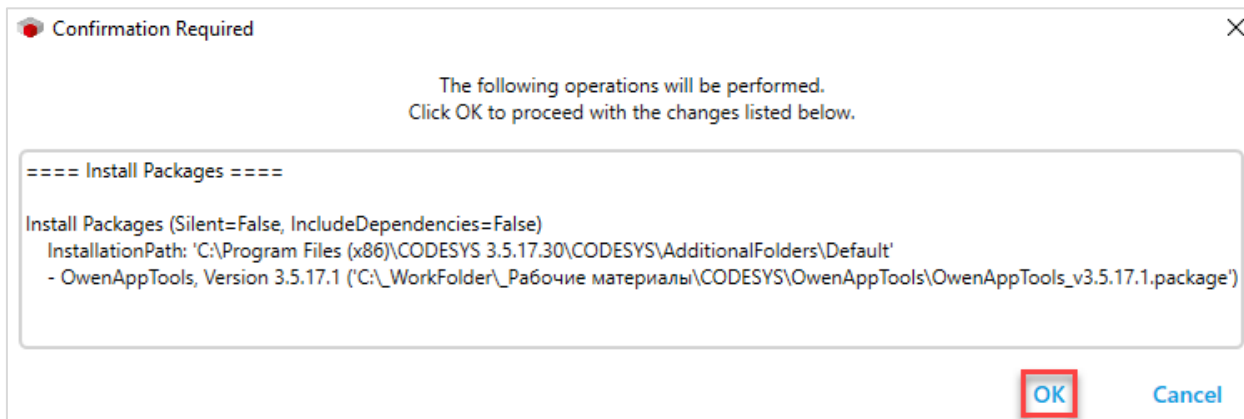 Confirmation Required
The following operations will be performed.
Click OK to proceed with the changes listed below.
==== Install Packages ====
Install Packages (Silent=False, IncludeDependencies=False)
InstallationPath: 'C:\Program Files (x86)\CODESYS 3.5.17.30\CODESYS\AdditionalFolders\Default'
- OwenAppTools, Version 3.5.17.1 ('C:\_WorkFolder\_Рабочие материалы\CODESYS\OwenAppTools\OwenAppTools_v3.5.17.1.package')
OK Cancel